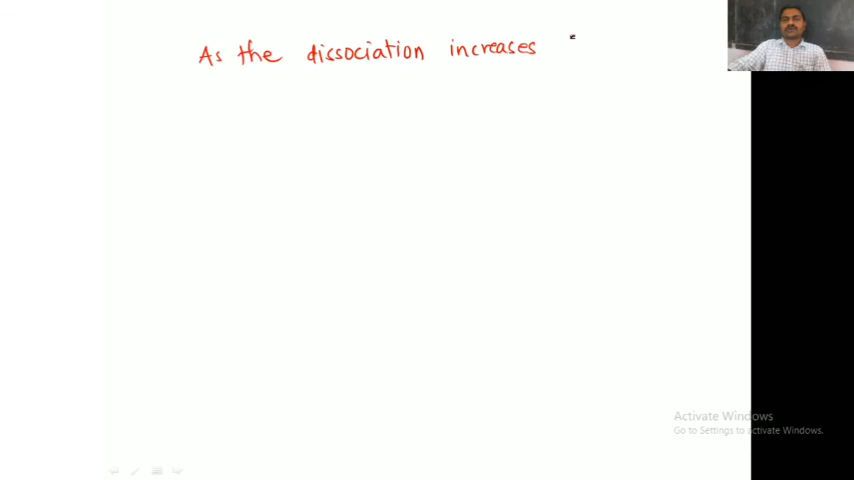 As the dissociation increases
Activate Windows
Go to Settings to activate Windows.